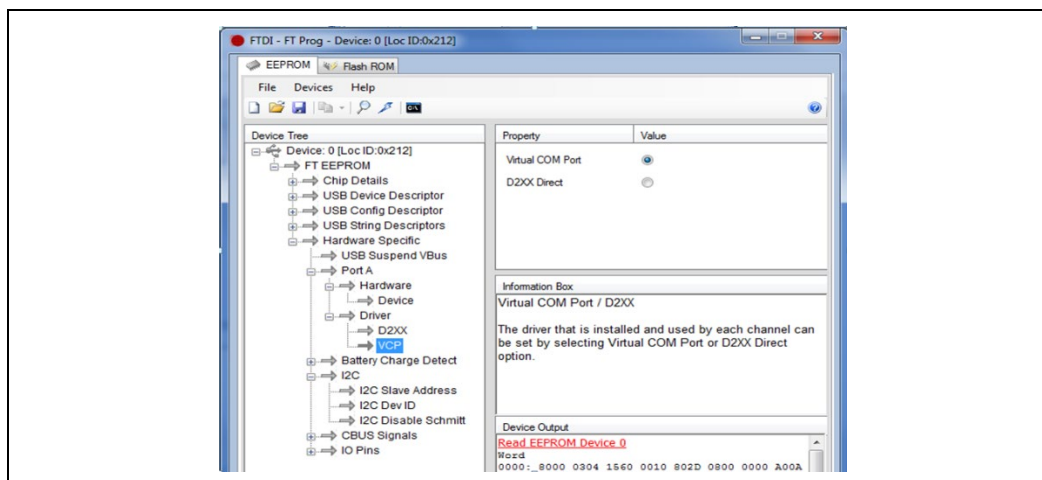 FTDI - FT Prog - Device: 0 [Loc ID:0x212]
EEPROM Flash ROM
File Devices Help
Device Tree
Device: 0 [Loc ID:0x212]
FT EEPROM
Chip Details
USB Device Descriptor
USB Config Descriptor
USB String Descriptors
Hardware Specific
USB Suspend VBus
Port A
Hardware
Device
Driver
D2XX
VCP
Battery Charge Detect
I2C
I2C Slave Address
I2C Dev ID
I2C Disable Schmitt
CBUS Signals
IO Pins
Property Value
Virtual COM Port
D2XX Direct
Information Box
Virtual COM Port / D2XX
The driver that is installed and used by each channel can
be set by selecting Virtual COM Port or D2XX Direct
option.
Device Output
Read EEPROM Device 0
Word
0000:_8000 0304 1560 0010 802D 0800 0000 A00A